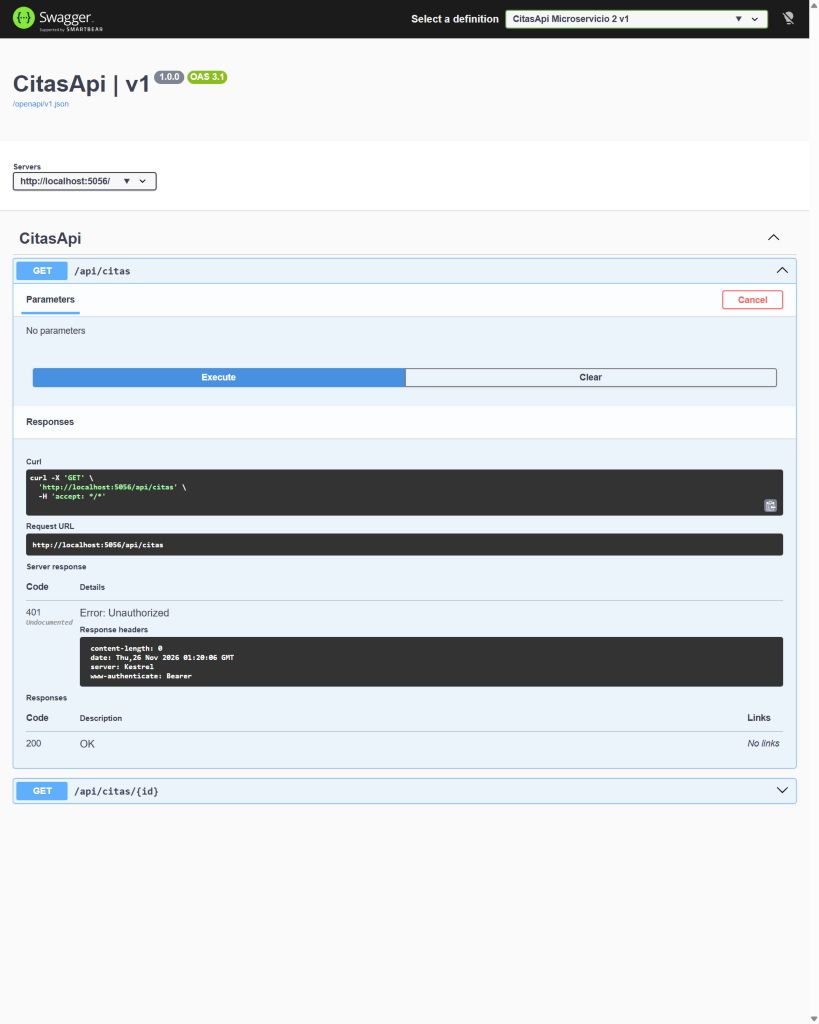 Swagger.
Supported by SMARTBEAR
Select a definition
CitasApi Microservicio 2 v1
CitasApi | v1 1.0.0 OAS 3.1
/openapi/v1.json
Servers
http://localhost:5056/
CitasApi
GET /api/citas
Parameters
Cancel
No parameters
Execute
Clear
Responses
Curl
curl -X 'GET' \
'http://localhost:5056/api/citas' \
-H 'accept: */*'
Request URL
http://localhost:5056/api/citas
Server response
Code Details
401 Error: Unauthorized
Undocumented
Response headers
content-length: 0
date: Thu,26 Nov 2026 01:20:06 GMT
server: Kestrel
www-authenticate: Bearer
Responses
Code Description Links
200 OK No links
GET /api/citas/{id}